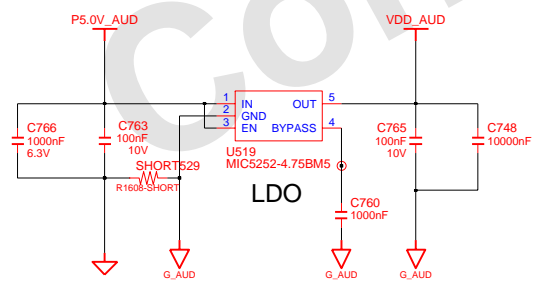 P5.0V_AUD
VDD_AUD
1 IN OUT 5
2 GND
3 EN BYPASS 4
U519
MIC5252-4.75BM5
LDO
C766
1000nF
6.3V
C763
100nF
10V
SHORT529
R1608-SHORT
C765
100nF
10V
C748
10000nF
C760
1000nF
G_AUD
G_AUD
G_AUD